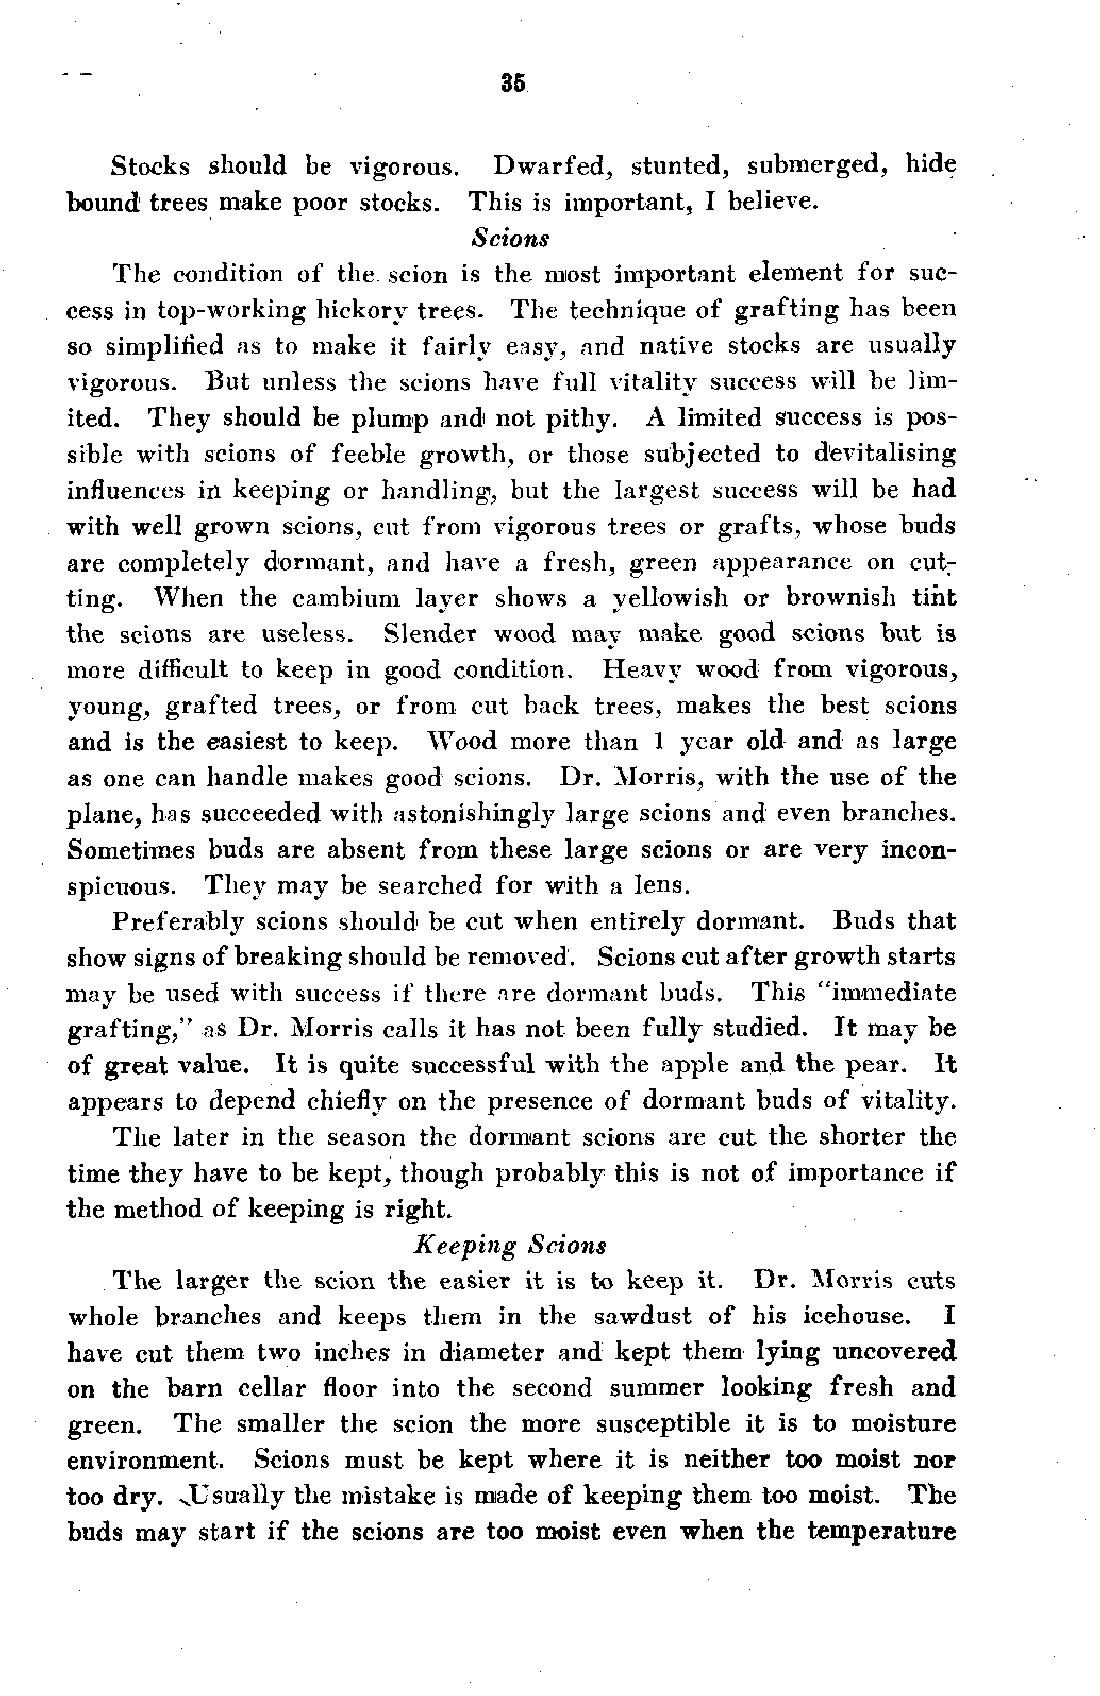 35
Stocks should be vigorous. Dwarfed, stunted, submerged, hide
bound trees make poor stocks. This is important, I believe.
Scions
The condition of the scion is the most important element for suc-
cess in top-working hickory trees. The technique of grafting has been
so simplified as to make it fairly easy, and native stocks are usually
vigorous. But unless the scions have full vitality success will be lim-
ited. They should be plump and not pithy. A limited success is pos-
sible with scions of feeble growth, or those subjected to devitalising
influences in keeping or handling, but the largest success will be had
with well grown scions, cut from vigorous trees or grafts, whose buds
are completely dormant, and have a fresh, green appearance on cut-
ting. When the cambium layer shows a yellowish or brownish tint
the scions are useless. Slender wood may make good scions but is
more difficult to keep in good condition. Heavy wood from vigorous,
young, grafted trees, or from cut back trees, makes the best scions
and is the easiest to keep. Wood more than 1 year old and as large
as one can handle makes good scions. Dr. Morris, with the use of the
plane, has succeeded with astonishingly large scions and even branches.
Sometimes buds are absent from these large scions or are very incon-
spicuous. They may be searched for with a lens.
Preferably scions should be cut when entirely dormant. Buds that
show signs of breaking should be removed. Scions cut after growth starts
may be used with success if there are dormant buds. This "immediate
grafting," as Dr. Morris calls it has not been fully studied. It may be
of great value. It is quite successful with the apple and the pear. It
appears to depend chiefly on the presence of dormant buds of vitality.
The later in the season the dormant scions are cut the shorter the
time they have to be kept, though probably this is not of importance if
the method of keeping is right.
Keeping Scions
The larger the scion the easier it is to keep it. Dr. Morris cuts
whole branches and keeps them in the sawdust of his icehouse. I
have cut them two inches in diameter and kept them lying uncovered
on the barn cellar floor into the second summer looking fresh and
green. The smaller the scion the more susceptible it is to moisture
environment. Scions must be kept where it is neither too moist nor
too dry. Usually the mistake is made of keeping them too moist. The
buds may start if the scions are too moist even when the temperature